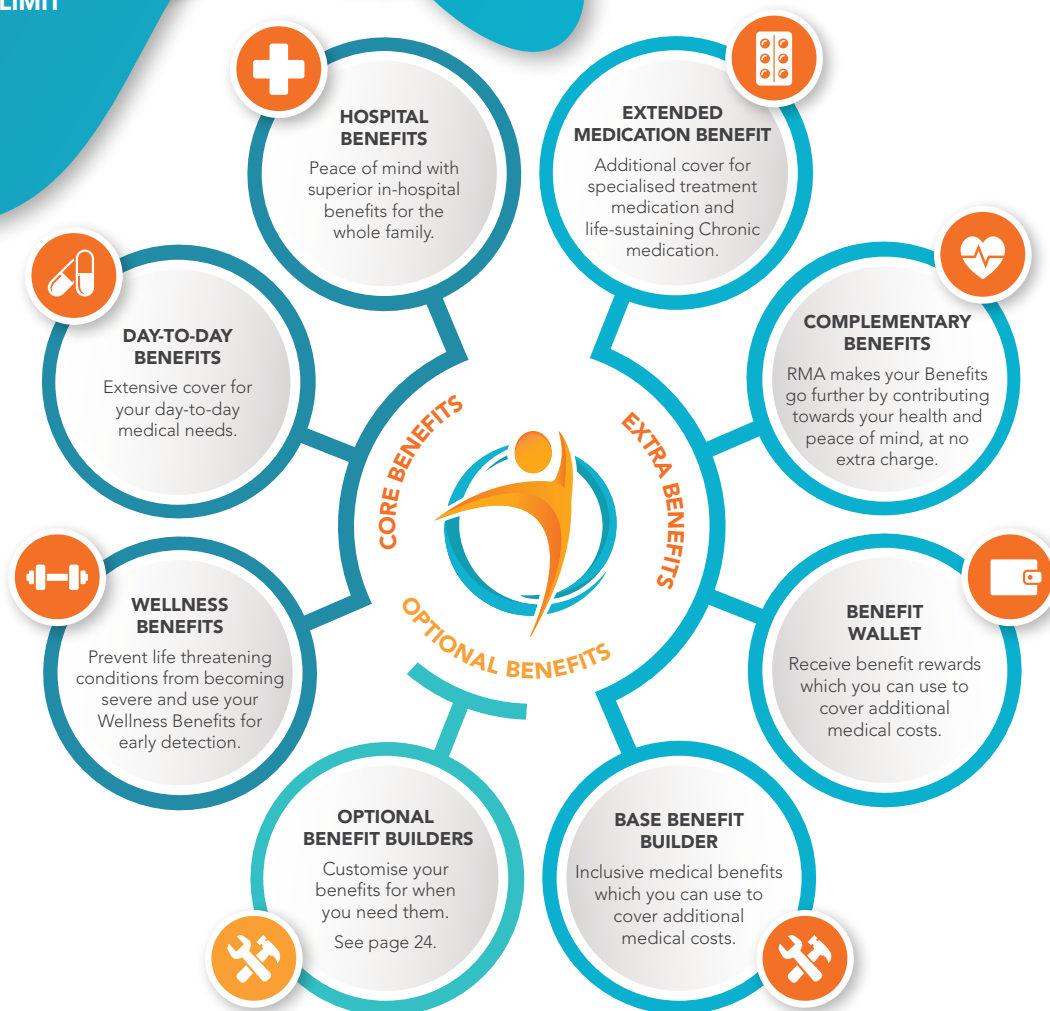 LIMIT
HOSPITAL
BENEFITS
Peace of mind with
superior in-hospital
benefits for the
whole family.
EXTENDED
MEDICATION BENEFIT
Additional cover for
specialised treatment
medication and
life-sustaining Chronic
medication.
DAY-TO-DAY
BENEFITS
Extensive cover for
your day-to-day
medical needs.
COMPLEMENTARY
BENEFITS
RMA makes your Benefits
go further by contributing
towards your health and
peace of mind, at no
extra charge.
CORE BENEFITS
EXTRA BENEFITS
OPTIONAL BENEFITS
WELLNESS
BENEFITS
Prevent life threatening
conditions from becoming
severe and use your
Wellness Benefits for
early detection.
BENEFIT
WALLET
Receive benefit rewards
which you can use to
cover additional
medical costs.
OPTIONAL
BENEFIT BUILDERS
Customise your
benefits for when
you need them.
See page 24.
BASE BENEFIT
BUILDER
Inclusive medical benefits
which you can use to
cover additional
medical costs.